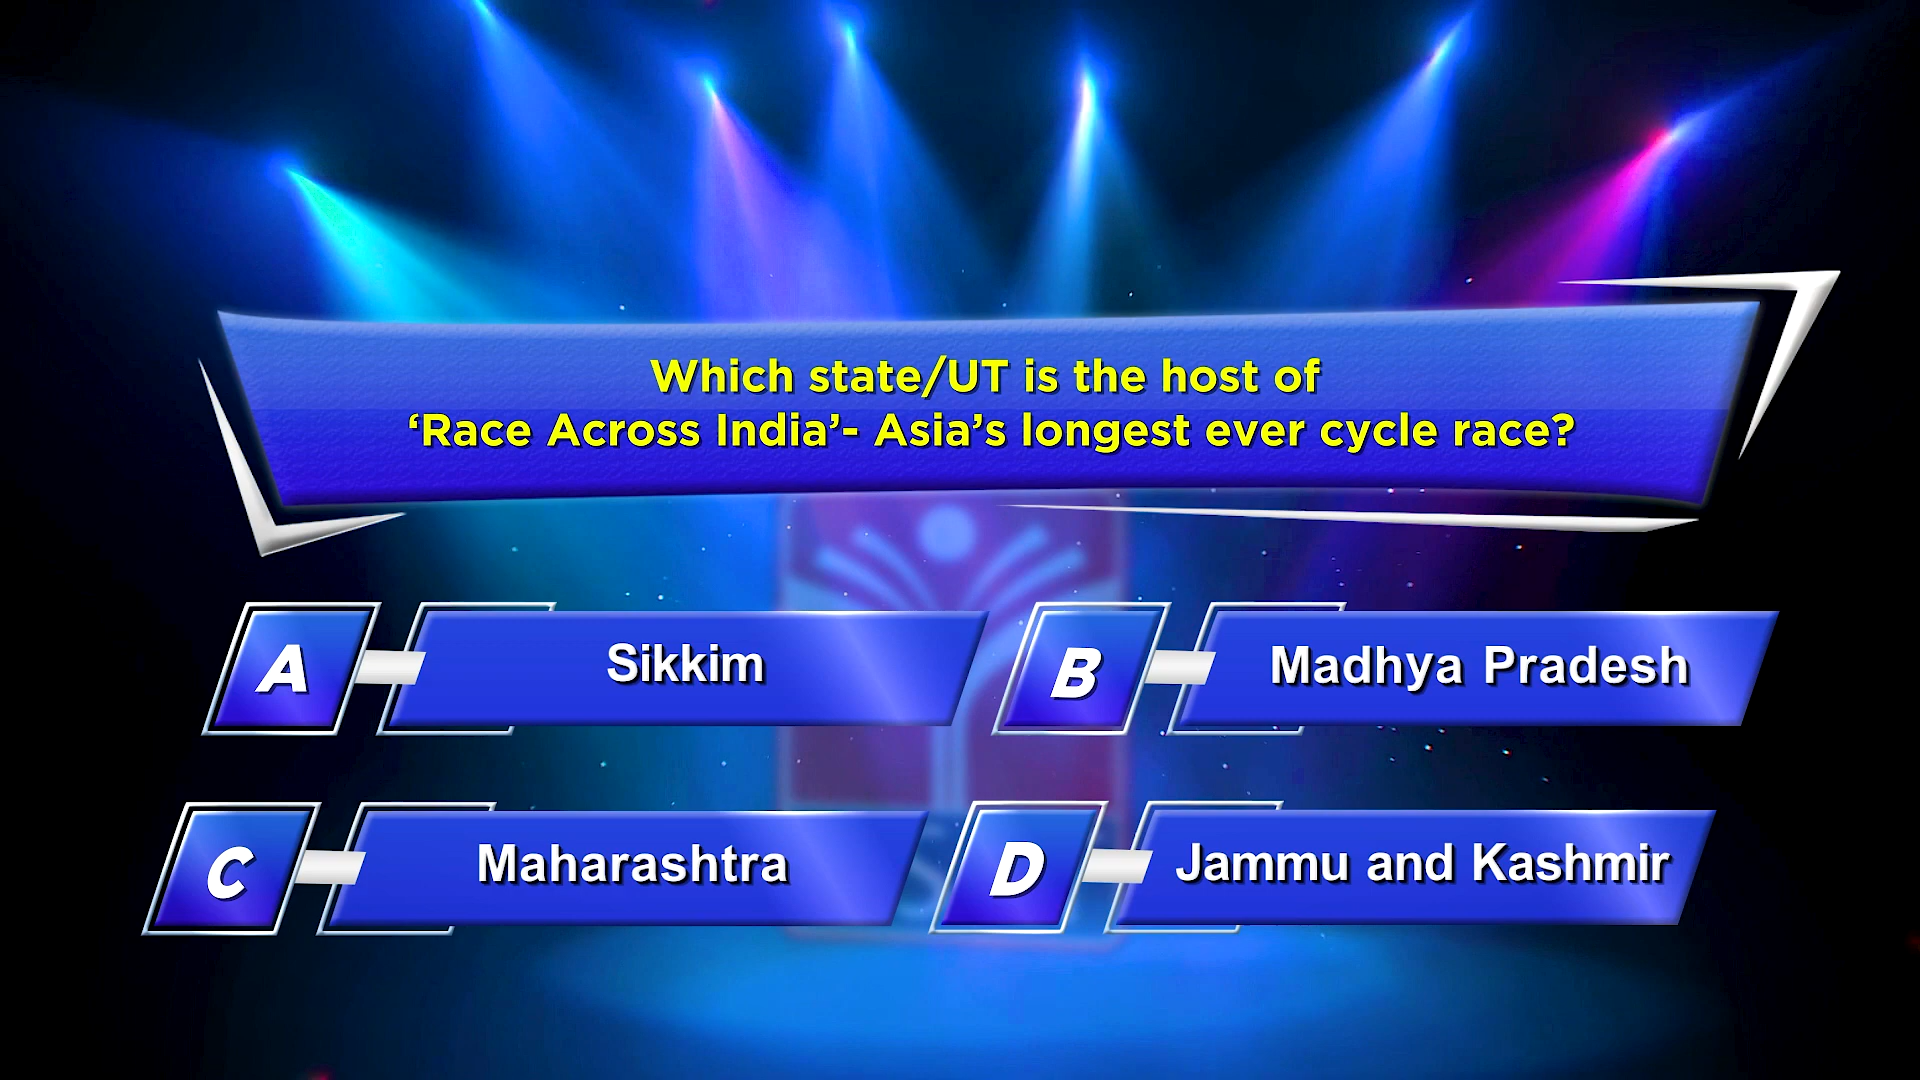 Which state/UT is the host of
‘Race Across India’- Asia’s longest ever cycle race?
A Sikkim
B Madhya Pradesh
C Maharashtra
D Jammu and Kashmir